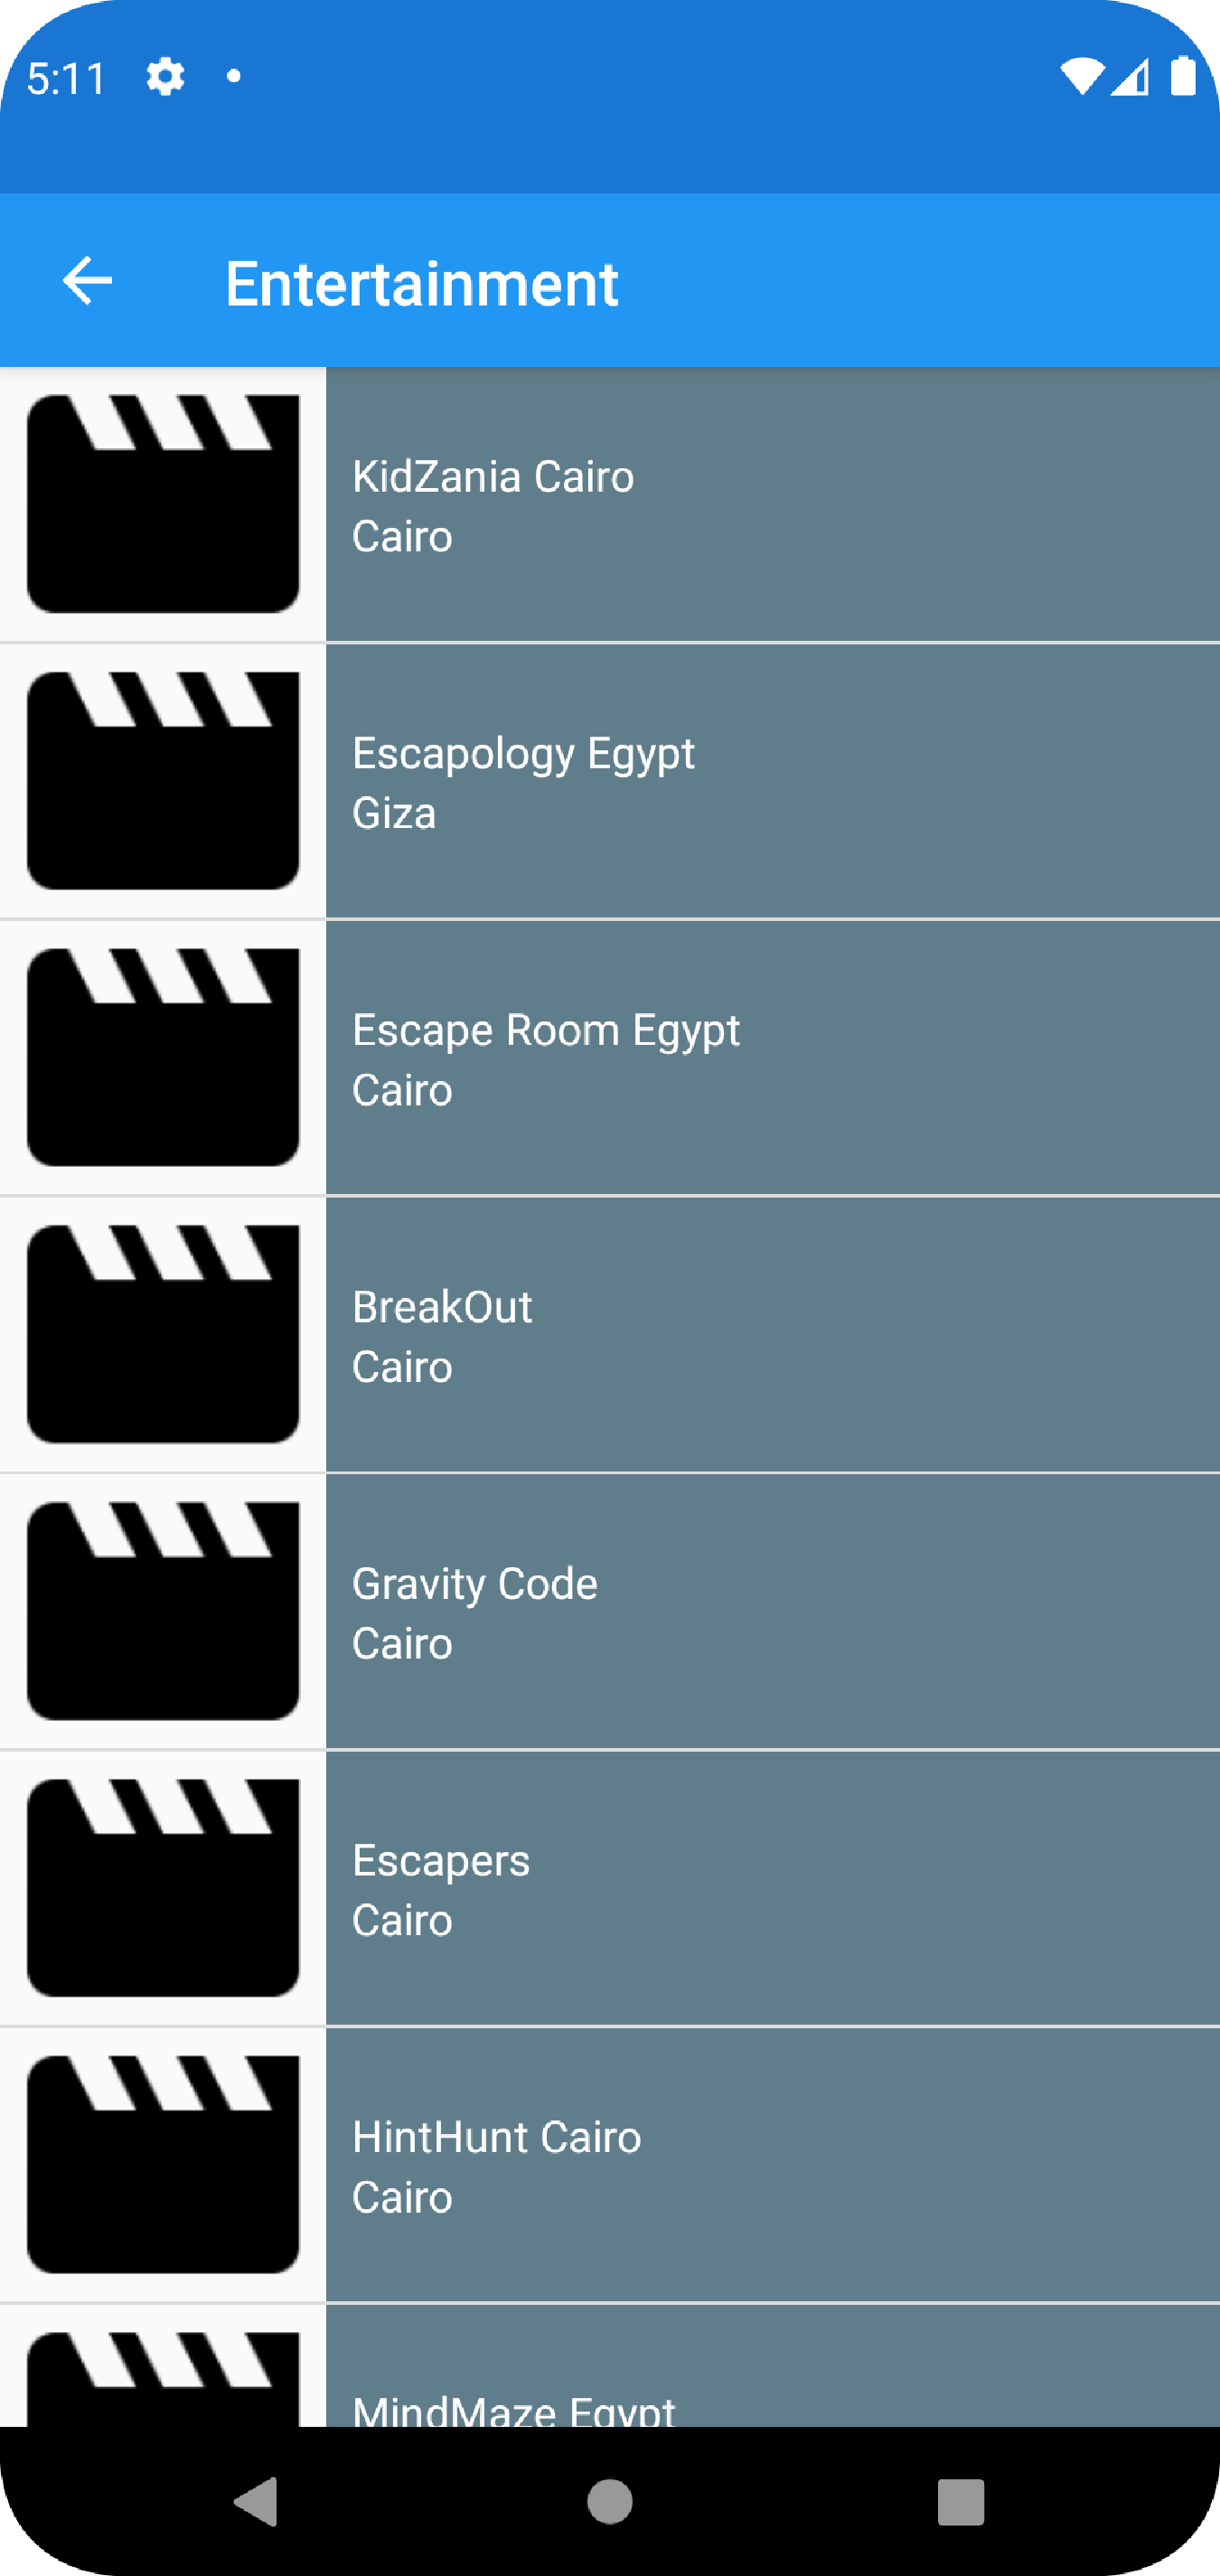 5:11
Entertainment
KidZania Cairo
Cairo
Escapology Egypt
Giza
Escape Room Egypt
Cairo
BreakOut
Cairo
Gravity Code
Cairo
Escapers
Cairo
HintHunt Cairo
Cairo
MindMaze Egypt